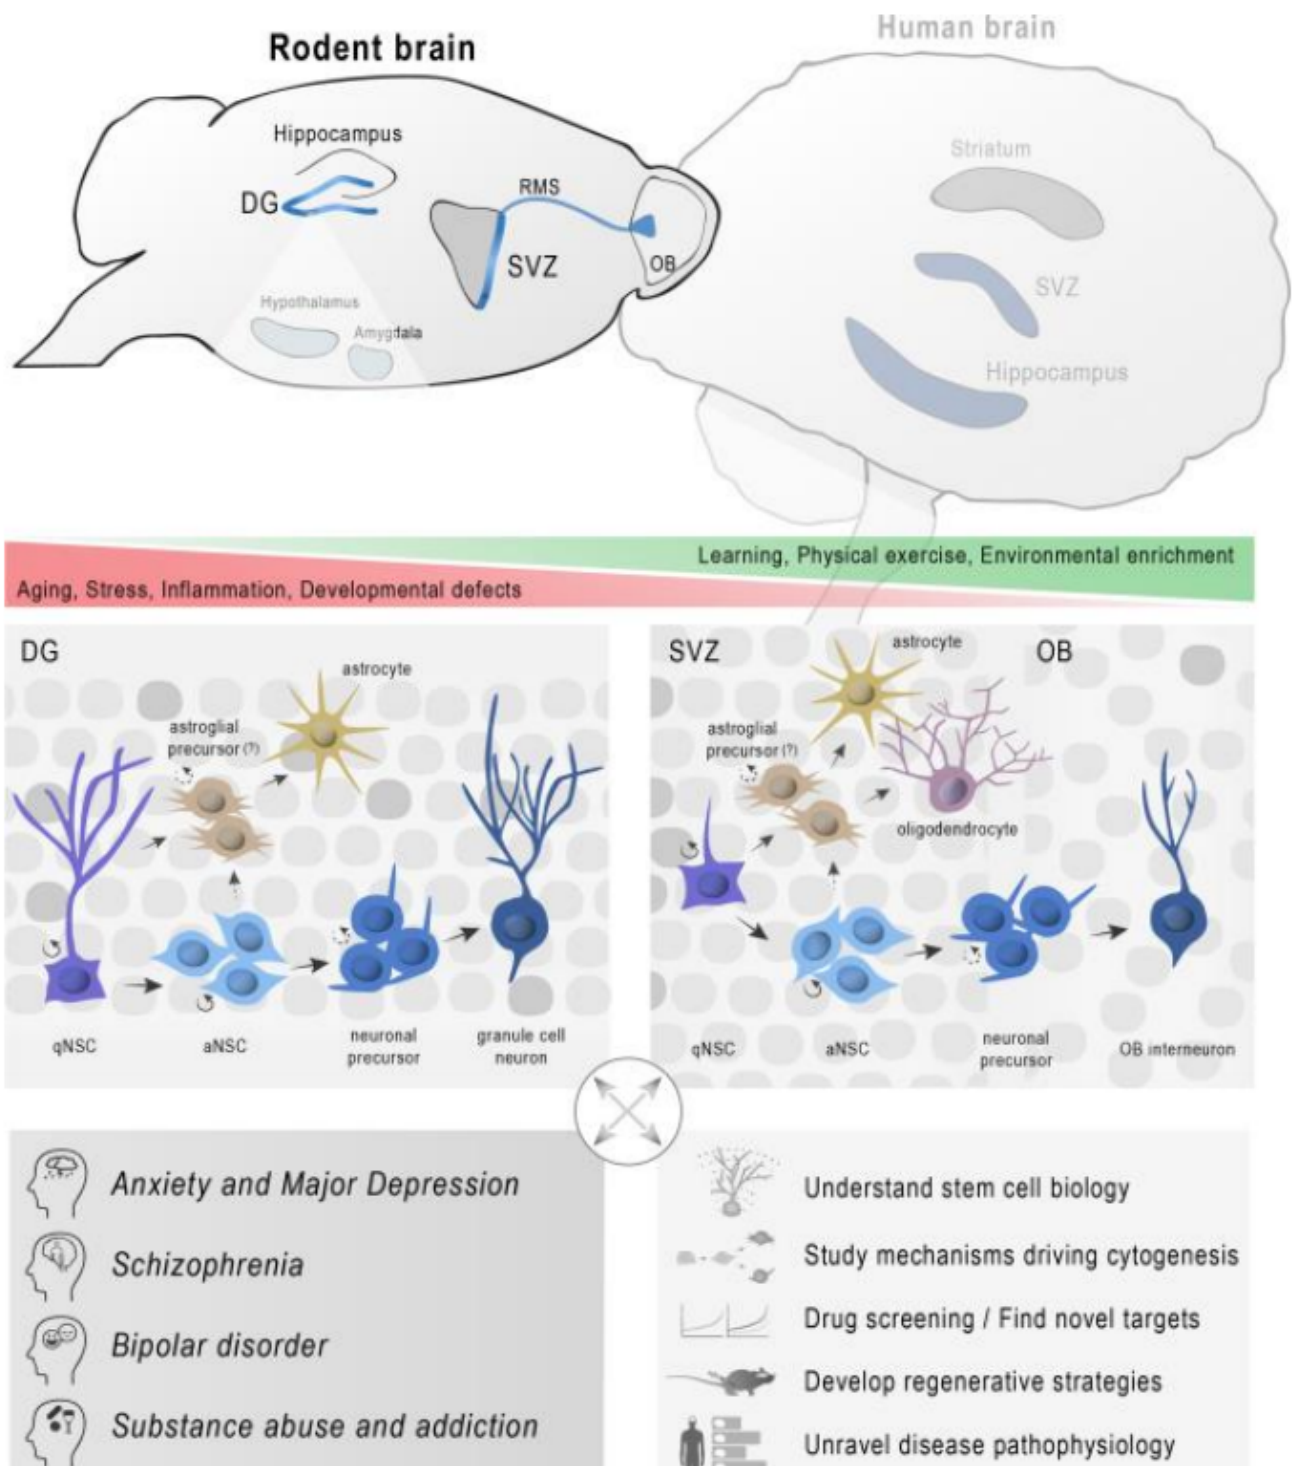 Human brain
Rodent brain
Hippocampus
DG
RMS
SVZ
OB
Hypothalamus
Amygdala
Striatum
SVZ
Hippocampus
Learning, Physical exercise, Environmental enrichment
Aging, Stress, Inflammation, Developmental defects
DG
astrocyte
astroglial
precursor (?)
qNSC
aNSC
neuronal
precursor
granule cell
neuron
SVZ
astrocyte
OB
astroglial
precursor (?)
oligodendrocyte
qNSC
aNSC
neuronal
precursor
OB interneuron
Anxiety and Major Depression
Schizophrenia
Bipolar disorder
Substance abuse and addiction
Understand stem cell biology
Study mechanisms driving cytogenesis
Drug screening / Find novel targets
Develop regenerative strategies
Unravel disease pathophysiology